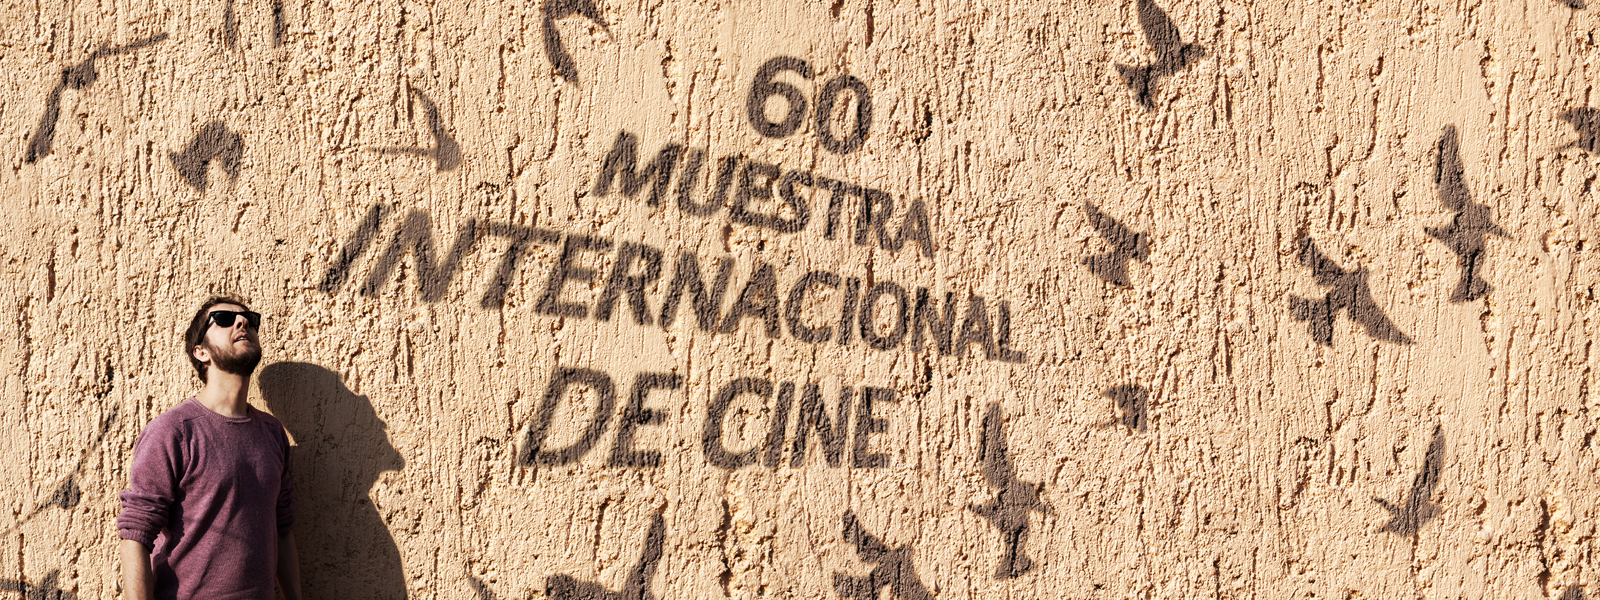 60
MUESTRA
INTERNACIONAL
DE CINE